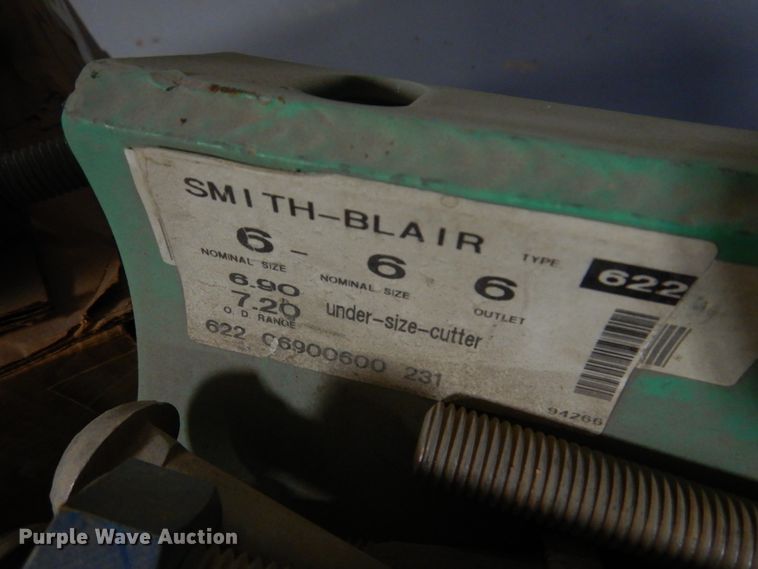 SMITH-BLAIR
6 - 6 6 TYPE 622
NOMINAL SIZE NOMINAL SIZE OUTLET
6.90
7.20 under-size-cutter
O.D. RANGE
622 06900600 231
94266
Purple Wave Auction